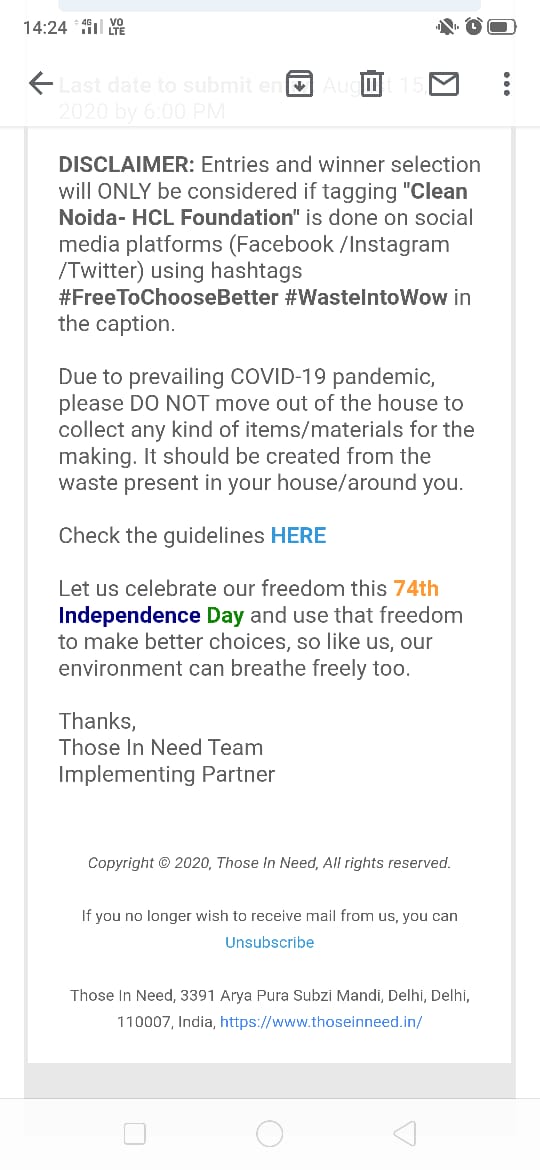 14:24 4G VO LTE
Last date to submit en Aug t 15,
2020 by 6:00 PM
DISCLAIMER: Entries and winner selection
will ONLY be considered if tagging "Clean
Noida- HCL Foundation" is done on social
media platforms (Facebook /Instagram
/Twitter) using hashtags
#FreeToChooseBetter #WasteIntoWow in
the caption.
Due to prevailing COVID-19 pandemic,
please DO NOT move out of the house to
collect any kind of items/materials for the
making. It should be created from the
waste present in your house/around you.
Check the guidelines HERE
Let us celebrate our freedom this 74th
Independence Day and use that freedom
to make better choices, so like us, our
environment can breathe freely too.
Thanks,
Those In Need Team
Implementing Partner
Copyright © 2020, Those In Need, All rights reserved.
If you no longer wish to receive mail from us, you can
Unsubscribe
Those In Need, 3391 Arya Pura Subzi Mandi, Delhi, Delhi,
110007, India, https://www.thoseinneed.in/